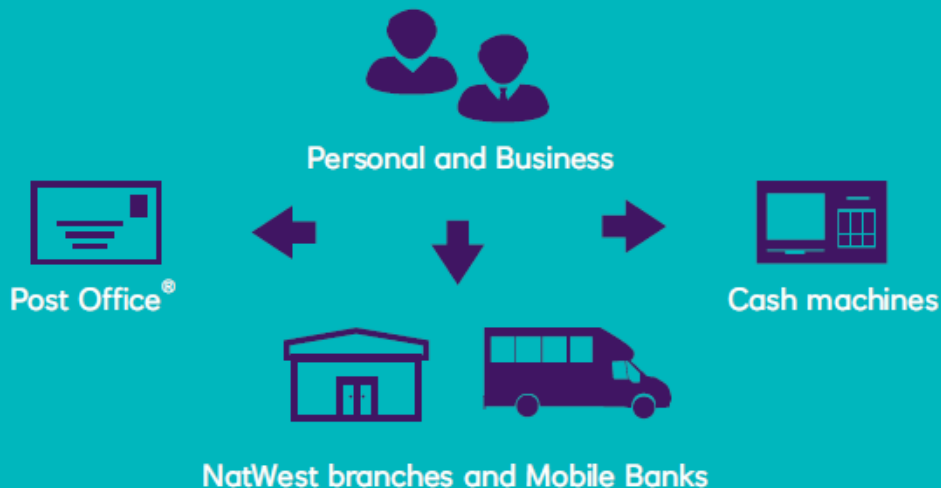 Personal and Business
Post Office®
Cash machines
NatWest branches and Mobile Banks